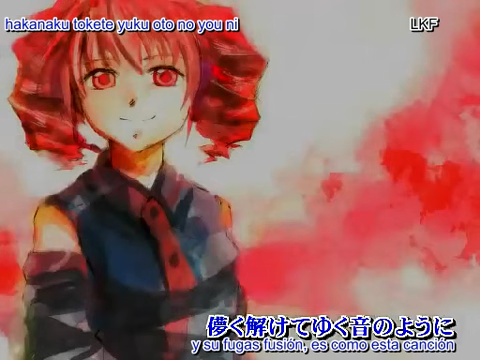 hakanaku tokete yuku oto no you ni
LKF
儚く解けてゆく音のように
y su fugas fusión, es como esta canción